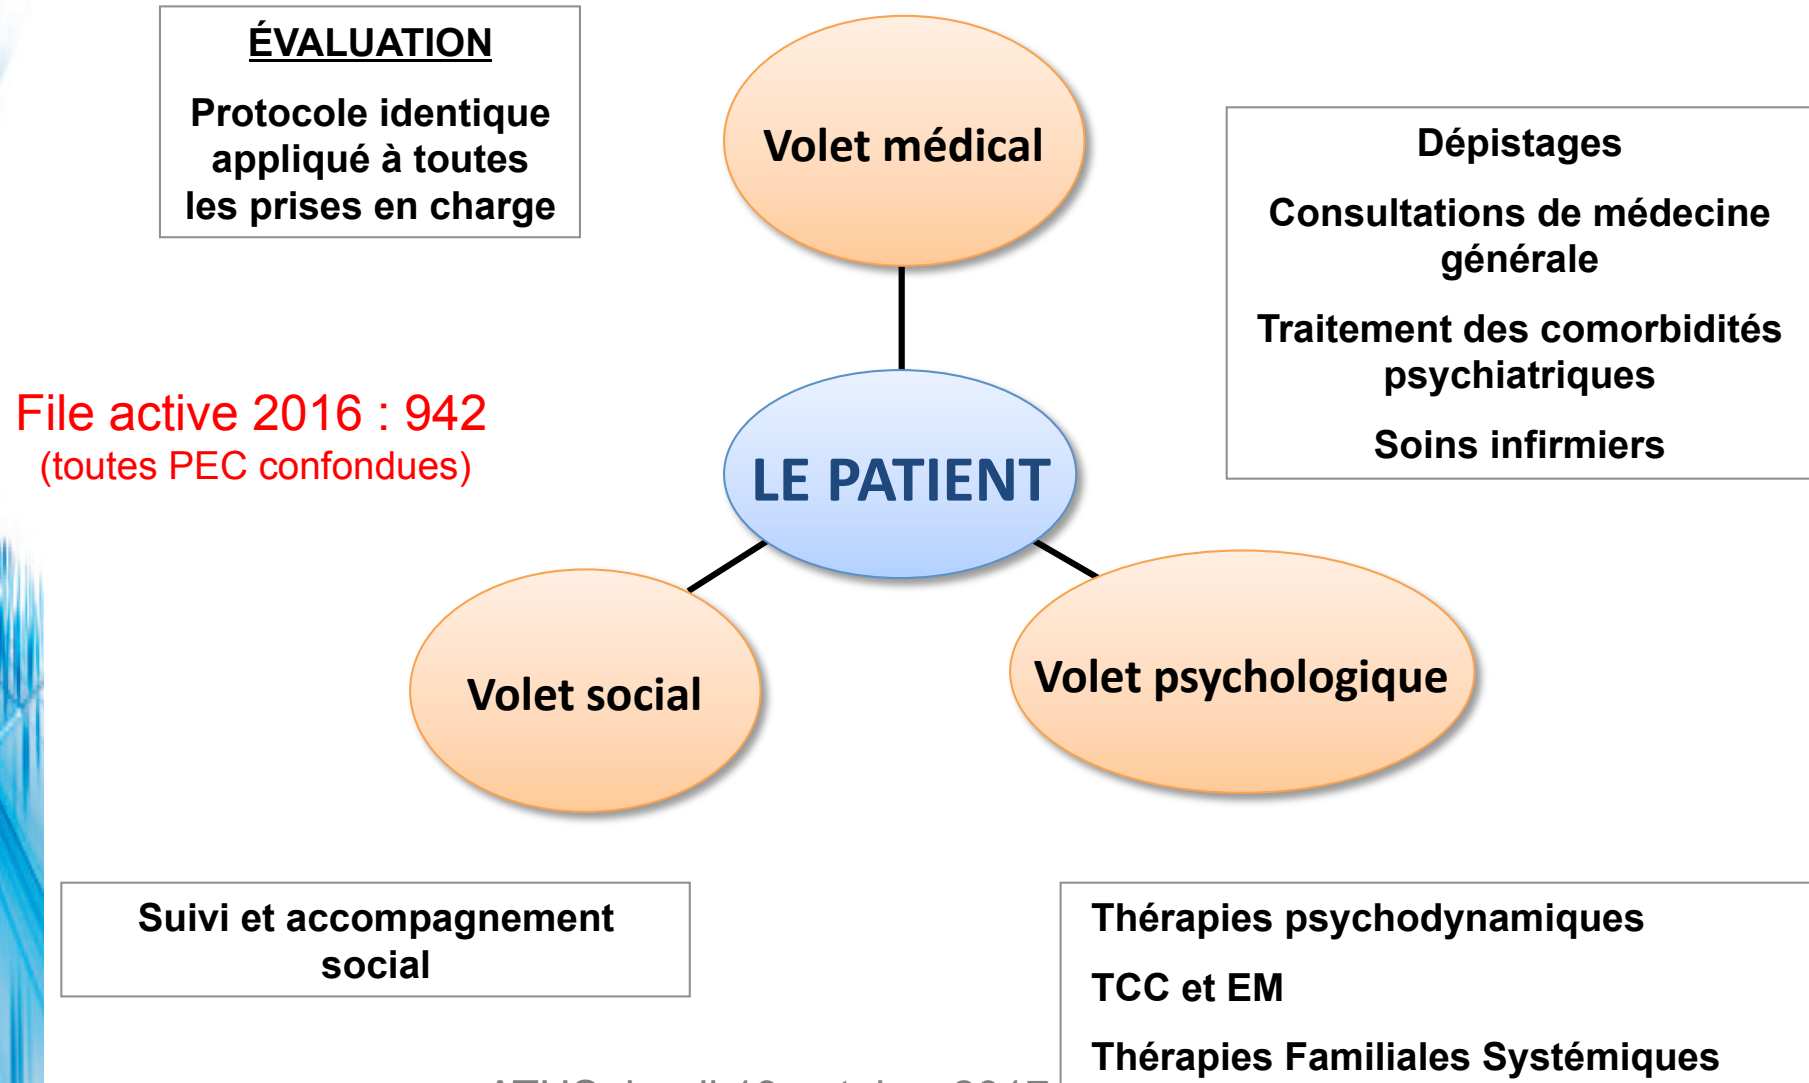 ÉVALUATION
Protocole identique
appliqué à toutes
les prises en charge
Volet médical
Dépistages
Consultations de médecine
générale
Traitement des comorbidités
psychiatriques
Soins infirmiers
File active 2016 : 942
(toutes PEC confondues)
LE PATIENT
Volet social
Volet psychologique
Suivi et accompagnement
social
Thérapies psychodynamiques
TCC et EM
Thérapies Familiales Systémiques
octobre 2017